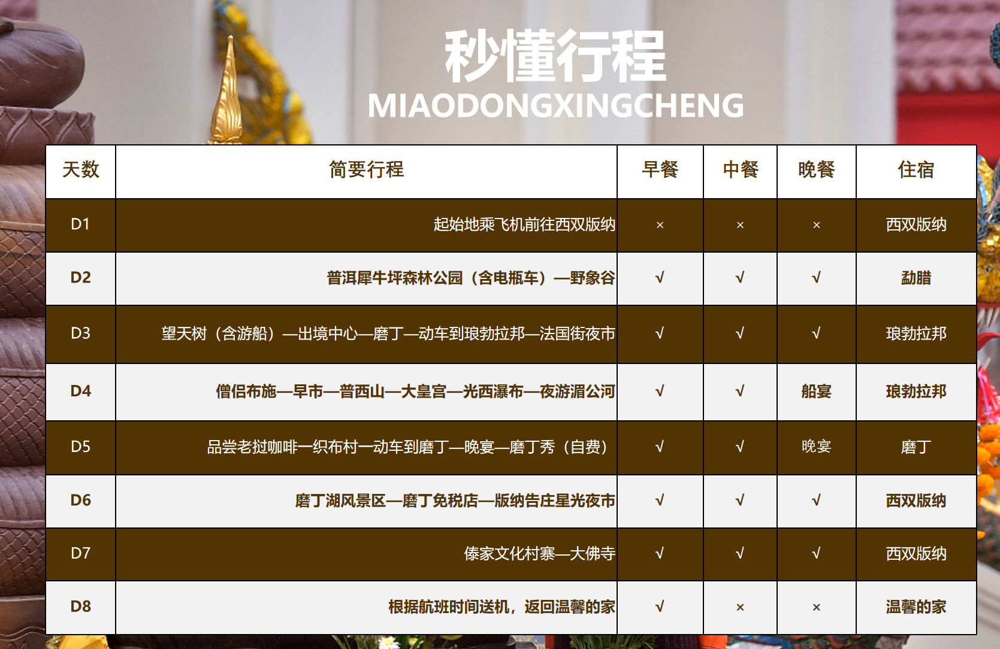 秒懂行程
MIAODONGXINGCHENG
天数 简要行程 早餐 中餐 晚餐 住宿
D1 起始地乘飞机前往西双版纳 × × × 西双版纳
D2 普洱犀牛坪森林公园（含电瓶车）—野象谷 √ √ √ 勐腊
D3 望天树（含游船）—出境中心—磨丁—动车到琅勃拉邦—法国街夜市 √ √ √ 琅勃拉邦
D4 僧侣布施—早市—普西山—大皇宫—光西瀑布—夜游湄公河 √ √ 船宴 琅勃拉邦
D5 品尝老挝咖啡一织布村一动车到磨丁—晚宴—磨丁秀（自费） √ √ 晚宴 磨丁
D6 磨丁湖风景区—磨丁免税店—版纳告庄星光夜市 √ √ √ 西双版纳
D7 傣家文化村寨—大佛寺 √ √ √ 西双版纳
D8 根据航班时间送机，返回温馨的家 √ × × 温馨的家